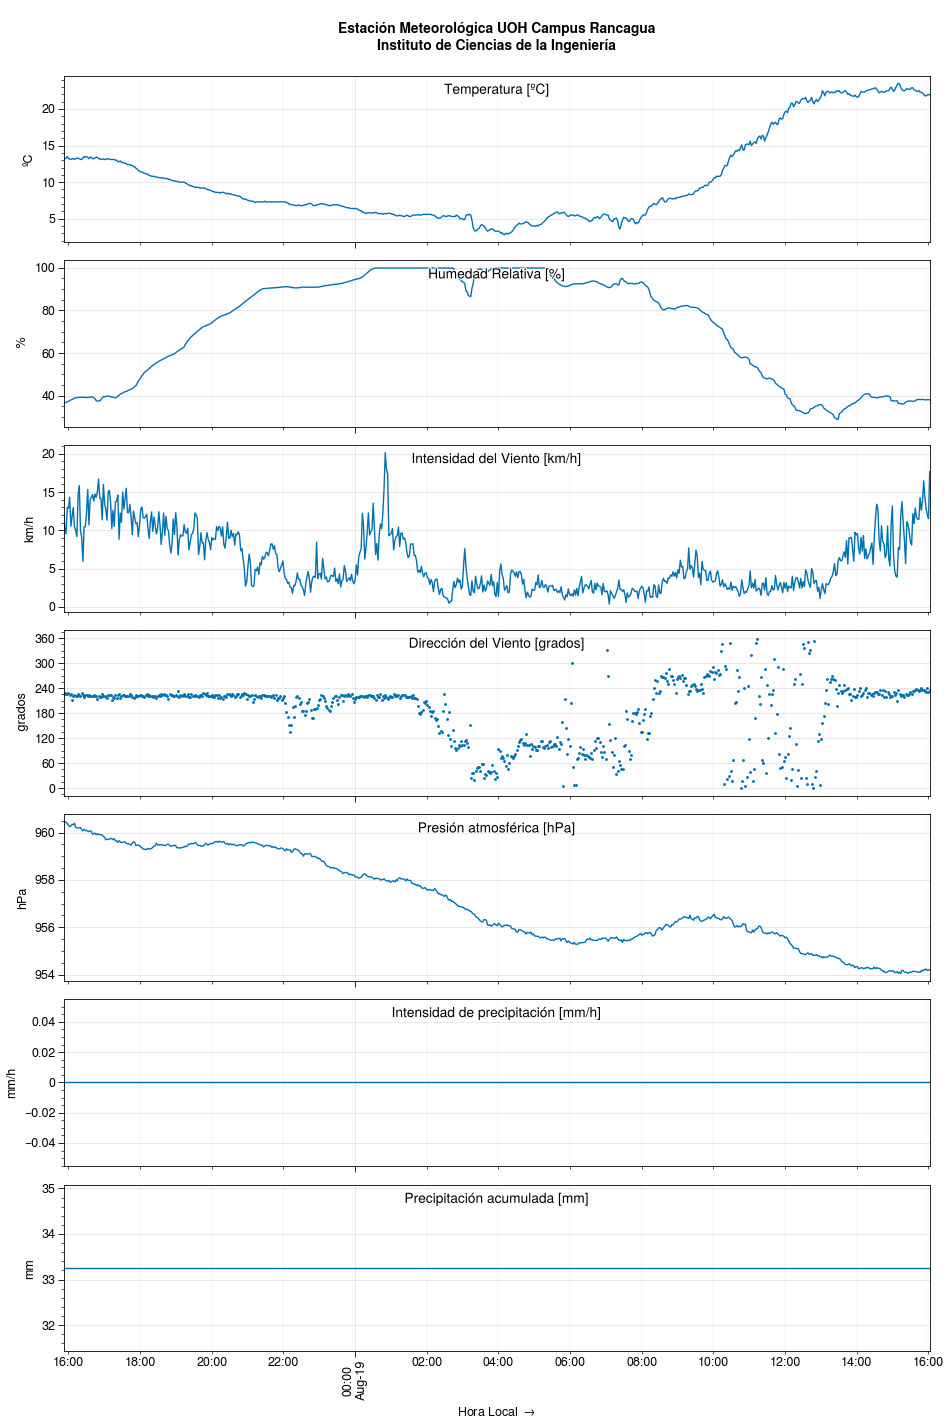 Estación Meteorológica UOH Campus Rancagua
Instituto de Ciencias de la Ingeniería
Temperatura [ºC]
ºC
20
15
10
5
Humedad Relativa [%]
%
100
80
60
40
Intensidad del Viento [km/h]
km/h
20
15
10
5
0
Dirección del Viento [grados]
grados
360
300
240
180
120
60
0
Presión atmosférica [hPa]
hPa
960
958
956
954
Intensidad de precipitación [mm/h]
mm/h
0.04
0.02
0
−0.02
−0.04
Precipitación acumulada [mm]
mm
35
34
33
32
16:00 18:00 20:00 22:00 00:00 02:00 04:00 06:00 08:00 10:00 12:00 14:00 16:00
Aug-19
Hora Local →